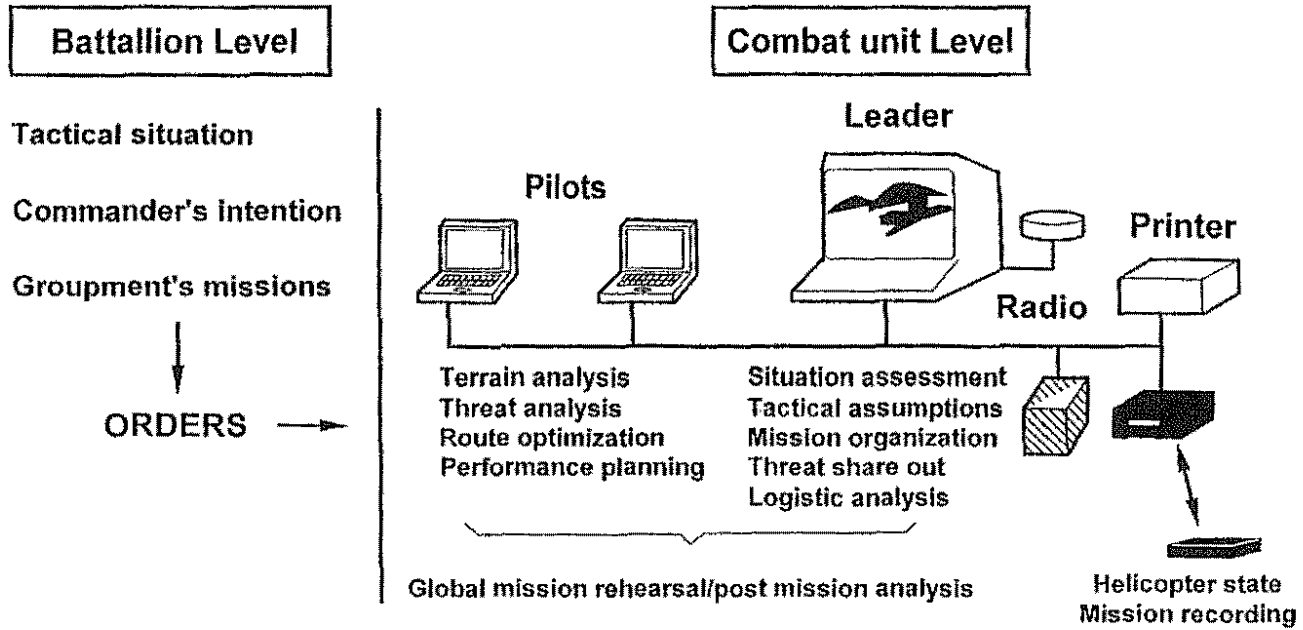 Battallion Level
Combat unit Level
Tactical situation
Commander's intention
Groupment's missions
ORDERS
Leader
Pilots
Printer
Radio
Terrain analysis
Threat analysis
Route optimization
Performance planning
Situation assessment
Tactical assumptions
Mission organization
Threat share out
Logistic analysis
Global mission rehearsal/post mission analysis
Helicopter state
Mission recording